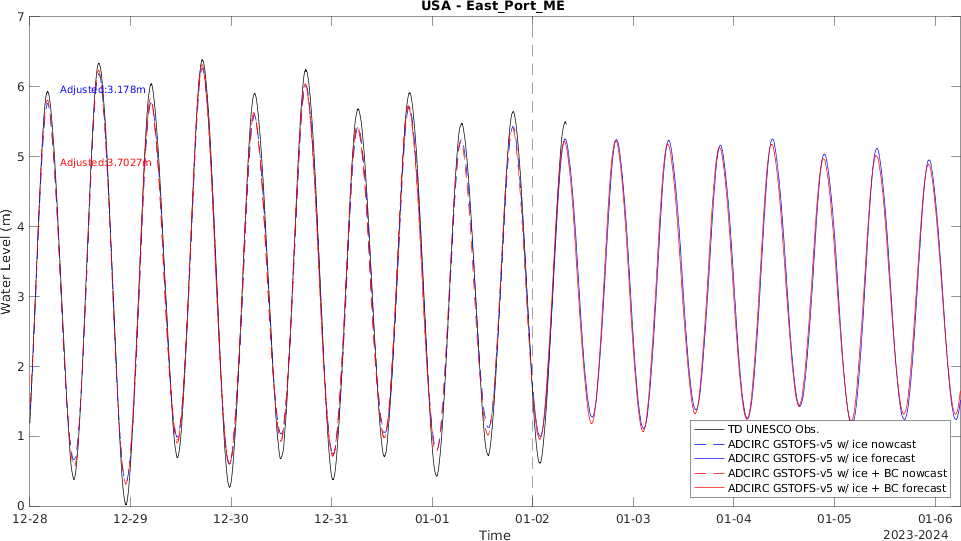 USA - East_Port_ME
7
6
5
4
3
2
1
0
Water Level (m)
Adjusted:3.178m
Adjusted:3.7027m
TD UNESCO Obs.
ADCIRC GSTOFS-v5 w/ ice nowcast
ADCIRC GSTOFS-v5 w/ ice forecast
ADCIRC GSTOFS-v5 w/ ice + BC nowcast
ADCIRC GSTOFS-v5 w/ ice + BC forecast
12-28 12-29 12-30 12-31 01-01 01-02 01-03 01-04 01-05 01-06
Time
2023-2024